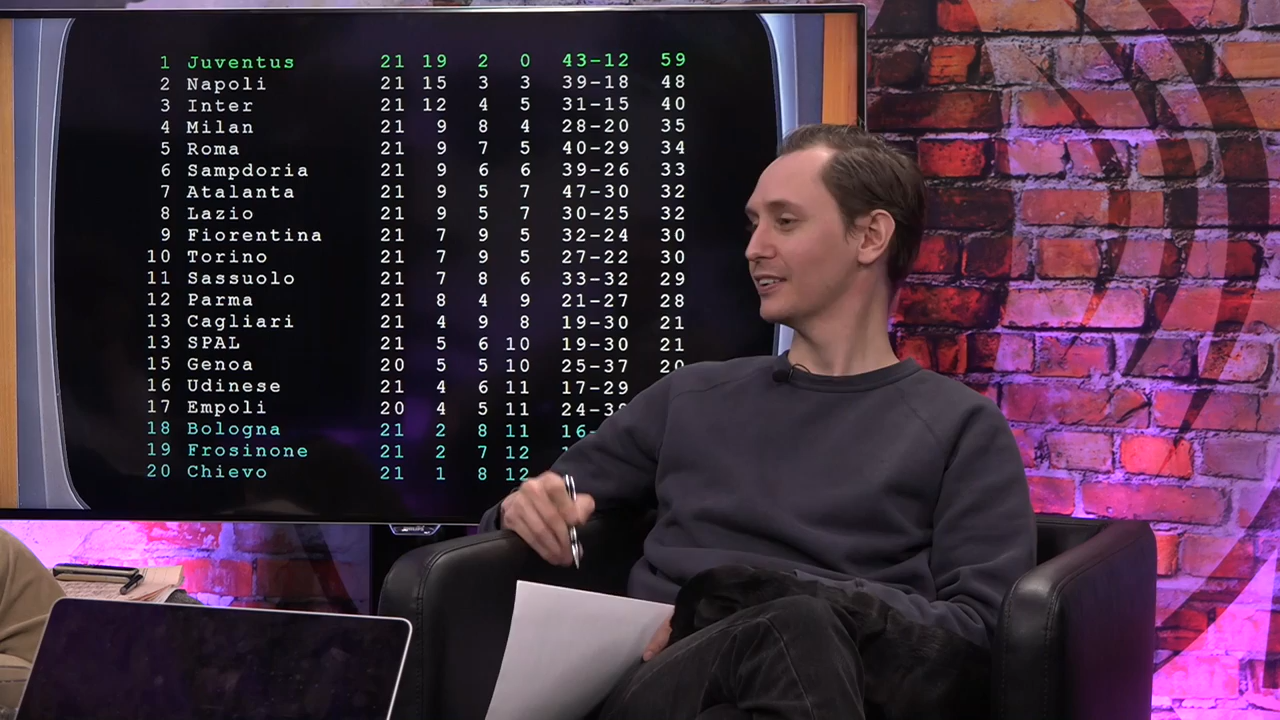 1 Juventus 21 19 2 0 43-12 59
2 Napoli 21 15 3 3 39-18 48
3 Inter 21 12 4 5 31-15 40
4 Milan 21 9 8 4 28-20 35
5 Roma 21 9 7 5 40-29 34
6 Sampdoria 21 9 6 6 39-26 33
7 Atalanta 21 9 5 7 47-30 32
8 Lazio 21 9 5 7 30-25 32
9 Fiorentina 21 7 9 5 32-24 30
10 Torino 21 7 9 5 27-22 30
11 Sassuolo 21 7 8 6 33-32 29
12 Parma 21 8 4 9 21-27 28
13 Cagliari 21 4 9 8 19-30 21
13 SPAL 21 5 6 10 19-30 21
15 Genoa 20 5 5 10 25-37 20
16 Udinese 21 4 6 11 17-29
17 Empoli 20 4 5 11 24-
18 Bologna 21 2 8 11 16-
19 Frosinone 21 2 7 12
20 Chievo 21 1 8 12